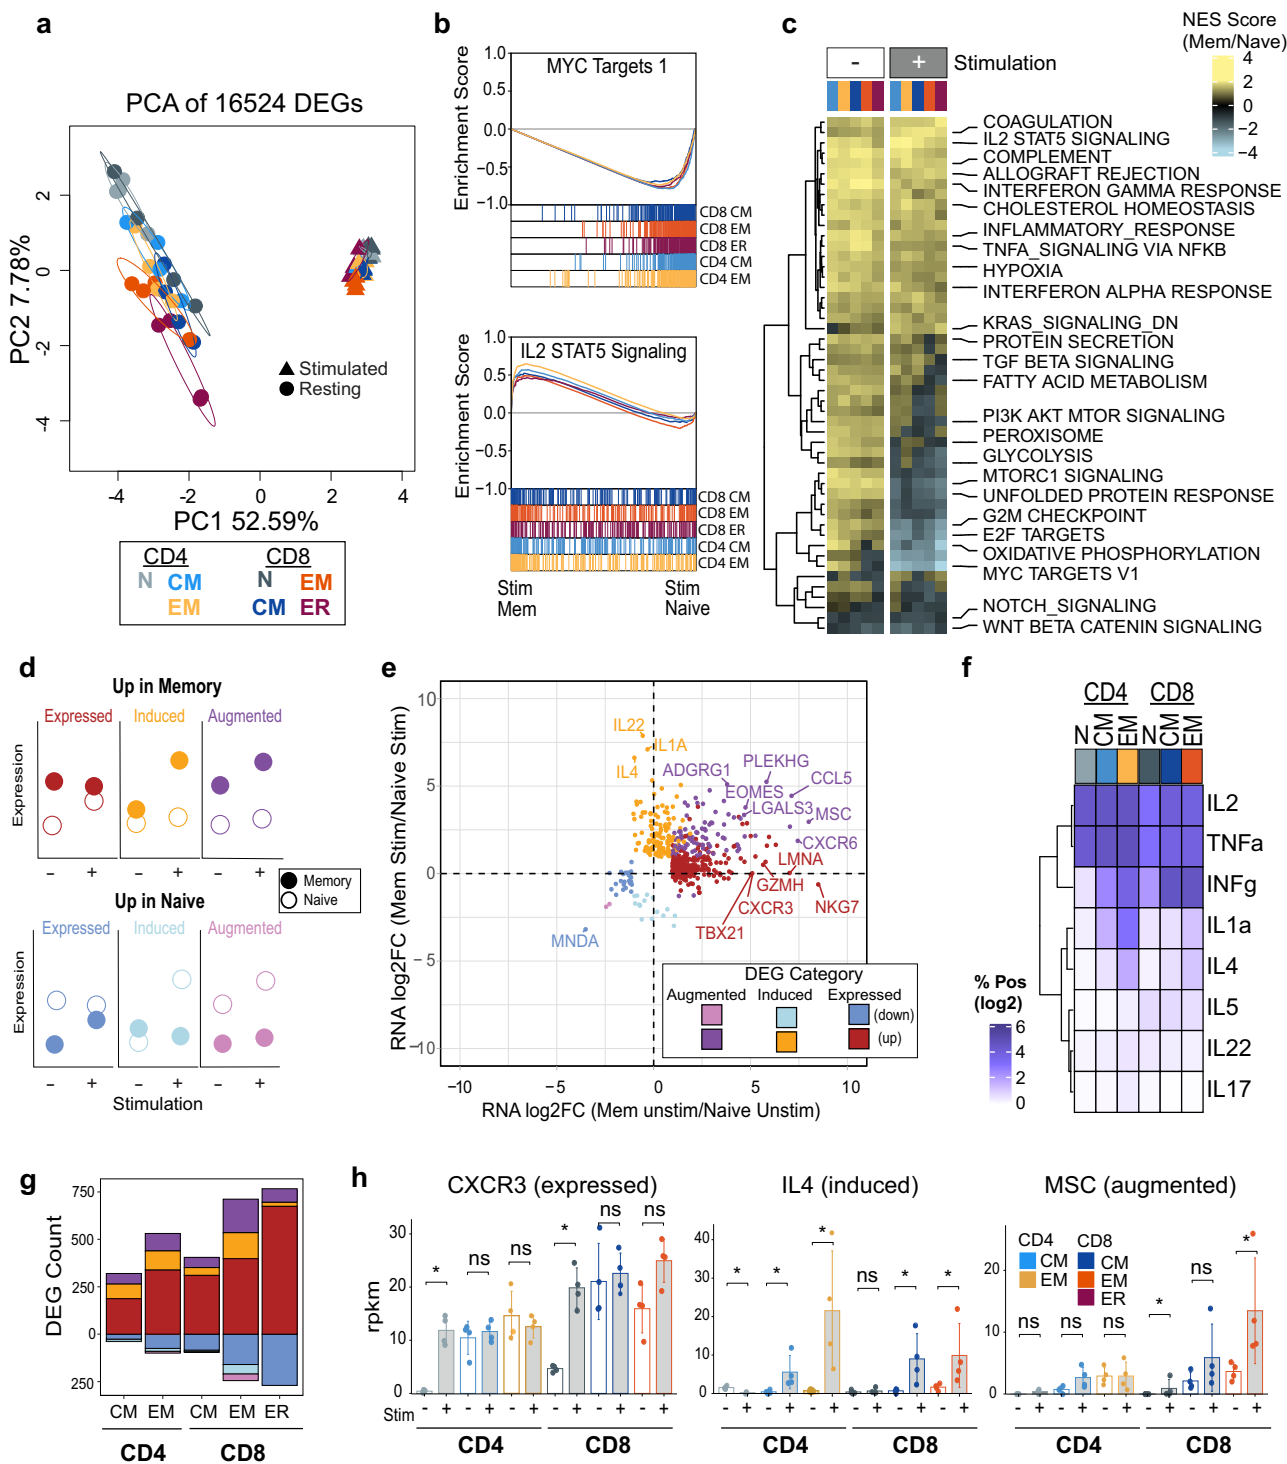 a
PCA of 16524 DEGs
PC2 7.78%
2
0
-2
-4
Stimulated
Resting
-4 -2 0 2 4
PC1 52.59%
CD4 CD8
N CM N EM
EM CM ER
b
Enrichment Score
1.0
0.5
0.0
−0.5
−1.0
MYC Targets 1
CD8 CM
CD8 EM
CD8 ER
CD4 CM
CD4 EM
Enrichment Score
1.0
0.5
0.0
−0.5
−1.0
IL2 STAT5 Signaling
CD8 CM
CD8 EM
CD8 ER
CD4 CM
CD4 EM
Stim Stim
Mem Naive
c
NES Score
(Mem/Nave)
4
2
0
−2
−4
- + Stimulation
COAGULATION
IL2 STAT5 SIGNALING
COMPLEMENT
ALLOGRAFT REJECTION
INTERFERON GAMMA RESPONSE
CHOLESTEROL HOMEOSTASIS
INFLAMMATORY_RESPONSE
TNFA_SIGNALING VIA NFKB
HYPOXIA
INTERFERON ALPHA RESPONSE
KRAS_SIGNALING_DN
PROTEIN SECRETION
TGF BETA SIGNALING
FATTY ACID METABOLISM
PI3K AKT MTOR SIGNALING
PEROXISOME
GLYCOLYSIS
MTORC1 SIGNALING
UNFOLDED PROTEIN RESPONSE
G2M CHECKPOINT
E2F TARGETS
OXIDATIVE PHOSPHORYLATION
MYC TARGETS V1
NOTCH_SIGNALING
WNT BETA CATENIN SIGNALING
d
Up in Memory
Expressed Induced Augmented
Expression
- + - + - +
Memory
Naive
Up in Naive
Expressed Induced Augmented
Expression
- + - + - +
Stimulation
e
RNA log2FC (Mem Stim/Naive Stim)
10
5
0
−5
−10
IL22
IL1A
IL4
ADGRG1
PLEKHG
CCL5
EOMES
LGALS3
MSC
CXCR6
LMNA
GZMH
CXCR3
NKG7
TBX21
MNDA
DEG Category
Augmented Induced Expressed
(down)
(up)
−10 −5 0 5 10
RNA log2FC (Mem unstim/Naive Unstim)
f
CD4 CD8
N CM EM N CM EM
IL2
TNFa
INFg
IL1a
IL4
IL5
IL22
IL17
% Pos
(log2)
6
4
2
0
g
DEG Count
750
500
250
0
250
CM EM CM EM ER
CD4 CD8
h
CXCR3 (expressed)
rpkm
30
20
10
0
* ns ns * ns ns
Stim - + - + - + - + - + - +
CD4 CD8
IL4 (induced)
40
30
20
10
0
* * * ns * *
- + - + - + - + - + - +
CD4 CD8
MSC (augmented)
20
10
0
CD4 CD8
CM CM
EM EM
ER
ns ns ns * ns *
- + - + - + - + - + - +
CD4 CD8